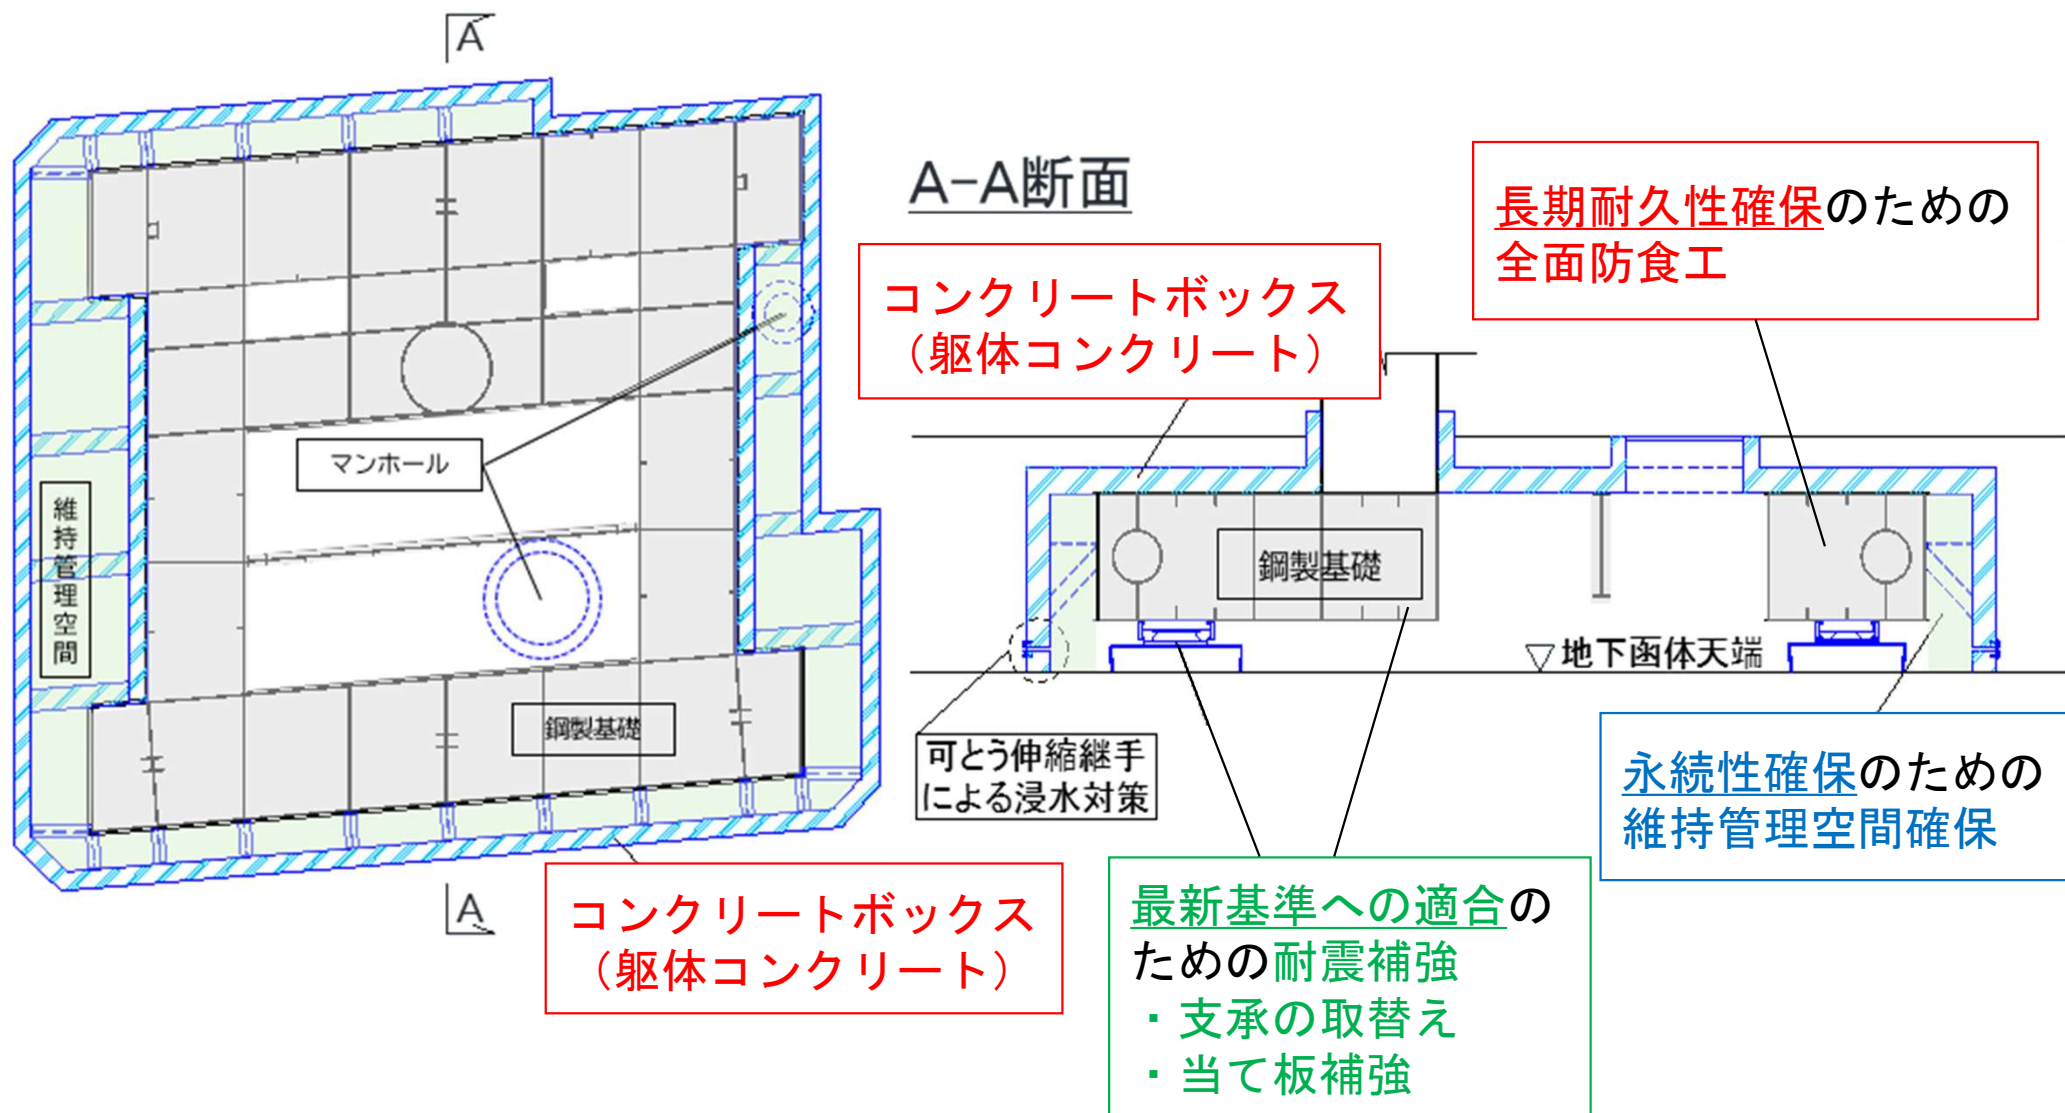 A
マンホール
維持管理空間
鋼製基礎
A
コンクリートボックス
（躯体コンクリート）
A-A断面
コンクリートボックス
（躯体コンクリート）
長期耐久性確保のための
全面防食工
鋼製基礎
▽地下函体天端
可とう伸縮継手
による浸水対策
最新基準への適合の
ための耐震補強
・支承の取替え
・当て板補強
永続性確保のための
維持管理空間確保